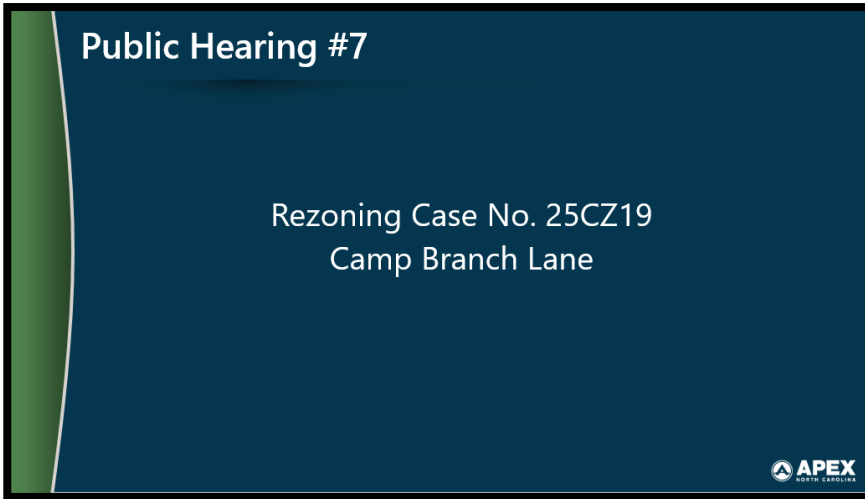 Public Hearing #7
Rezoning Case No. 25CZ19
Camp Branch Lane
APEX
NORTH CAROLINA